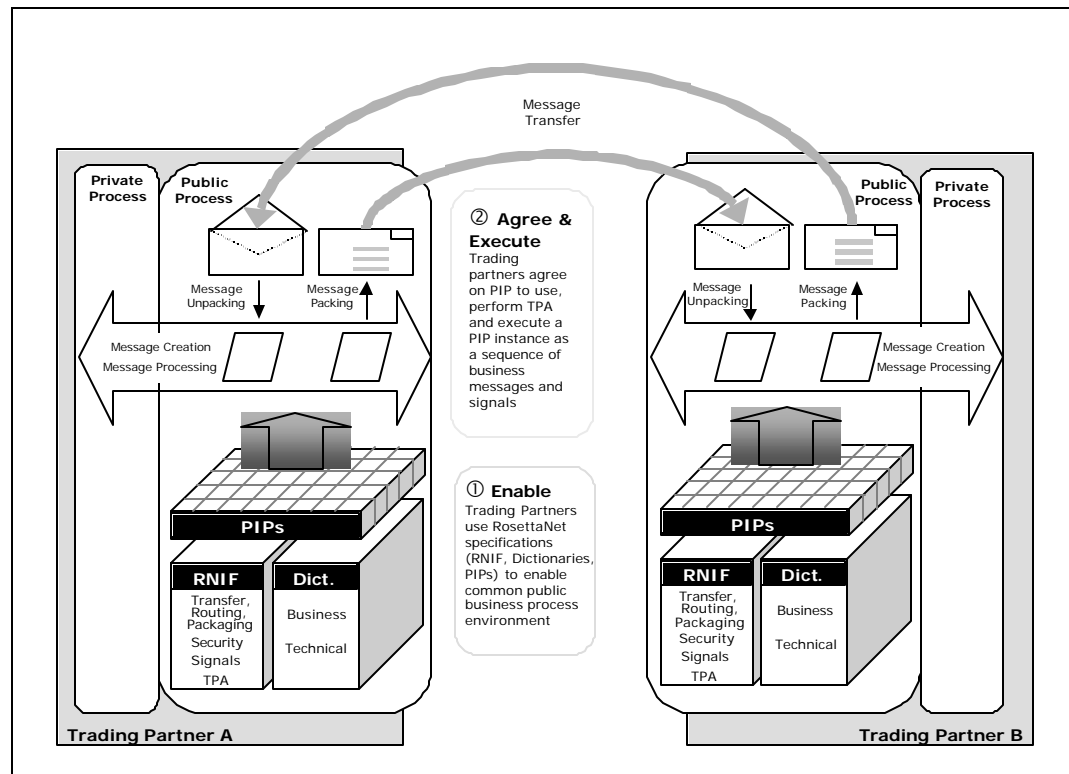 Message
Transfer
Private
Process
Public
Process
Message
Unpacking
Message
Packing
Message Creation
Message Processing
PIPs
RNIF
Transfer,
Routing,
Packaging
Security
Signals
TPA
Dict.
Business
Technical
Trading Partner A
② Agree &
Execute
Trading
partners agree
on PIP to use,
perform TPA
and execute a
PIP instance as
a sequence of
business
messages and
signals
① Enable
Trading Partners
use RosettaNet
specifications
(RNIF, Dictionaries,
PIPs) to enable
common public
business process
environment
Public
Process
Private
Process
Message
Unpacking
Message
Packing
Message Creation
Message Processing
PIPs
RNIF
Transfer,
Routing,
Packaging
Security
Signals
TPA
Dict.
Business
Technical
Trading Partner B